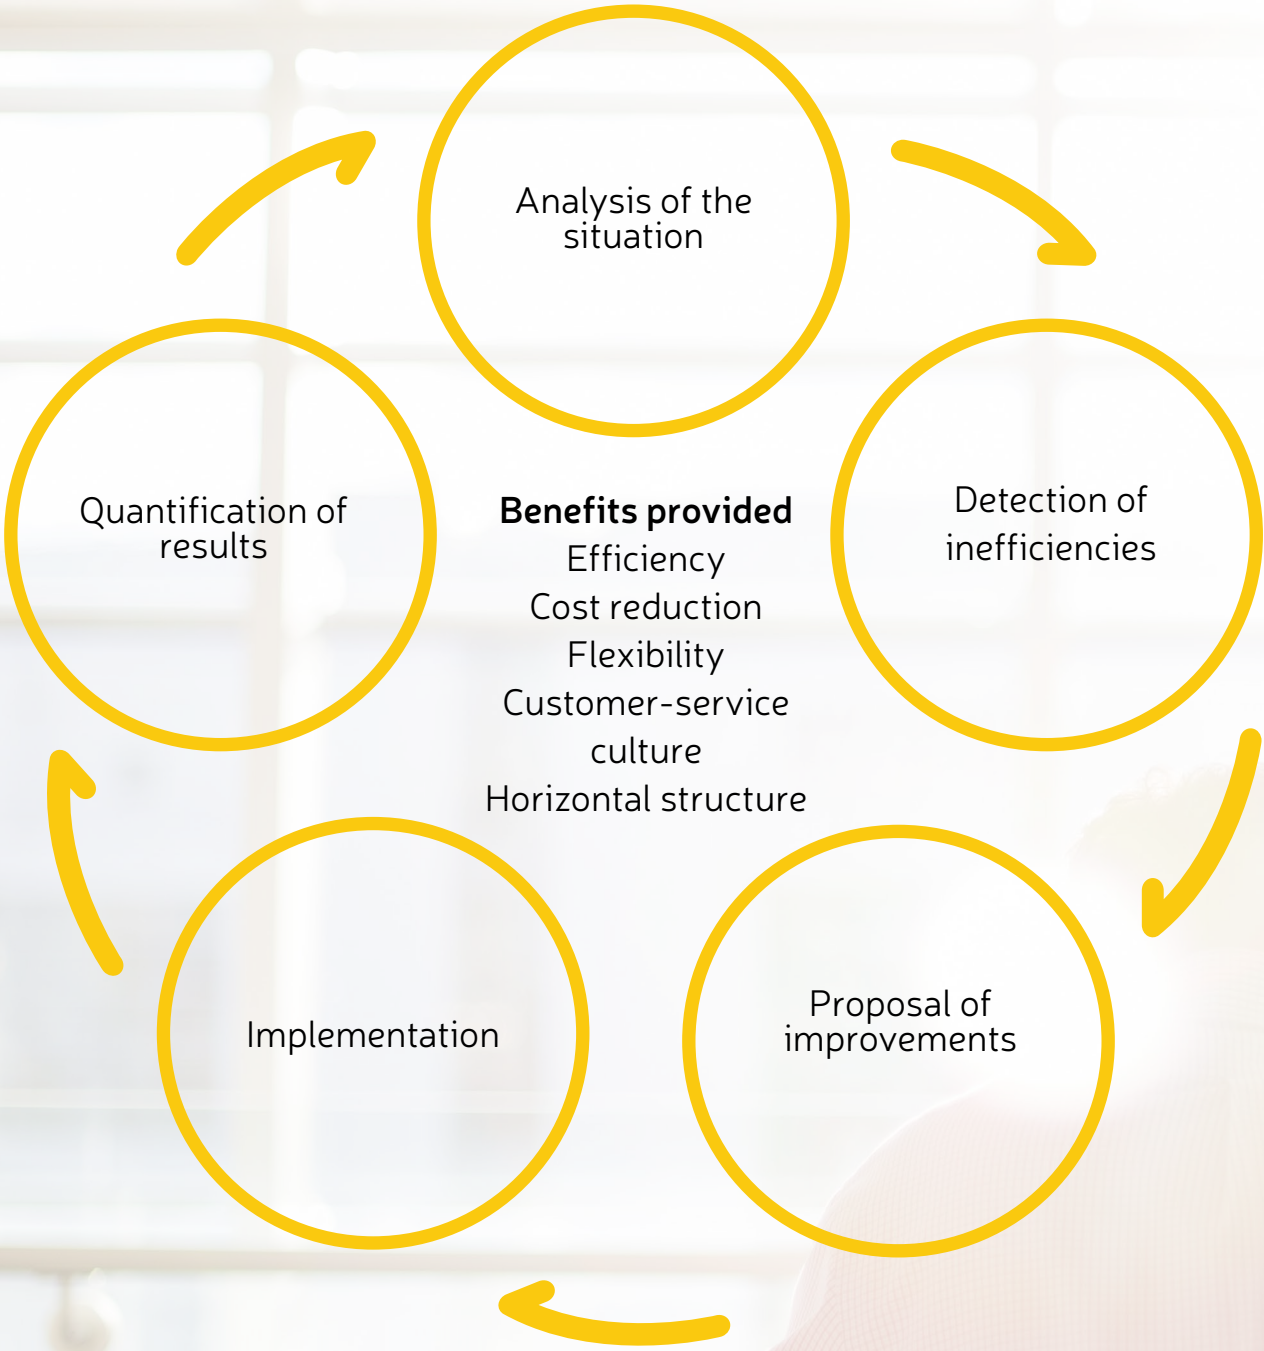 Analysis of the
situation
Detection of
inefficiencies
Proposal of
improvements
Implementation
Quantification of
results
Benefits provided
Efficiency
Cost reduction
Flexibility
Customer-service
culture
Horizontal structure